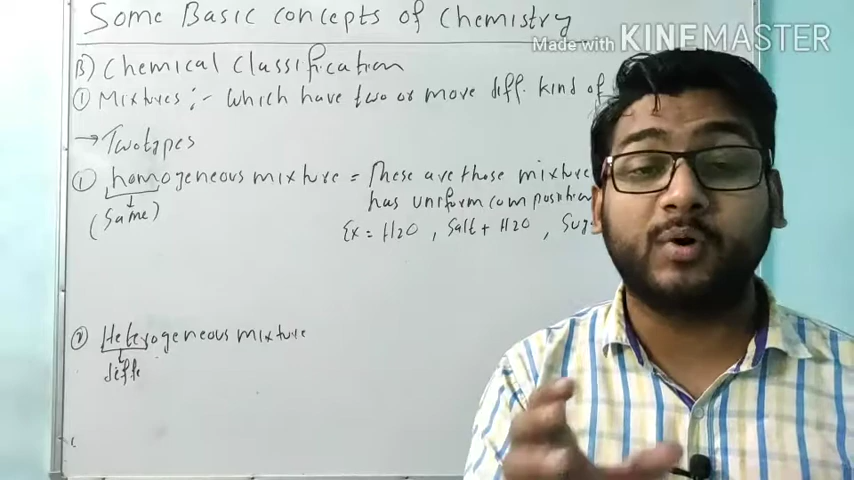 Some Basic concepts of Chemistry
Made with KINEMASTER
B) Chemical Classification
① Mixtures :- Which have two or more diff. kind of
→ Two types
① homogeneous mixture = These are those mixture
(Same)
has uniform composition
Ex = H2O , Salt + H2O , Sug
② Heterogeneous mixture
diffe